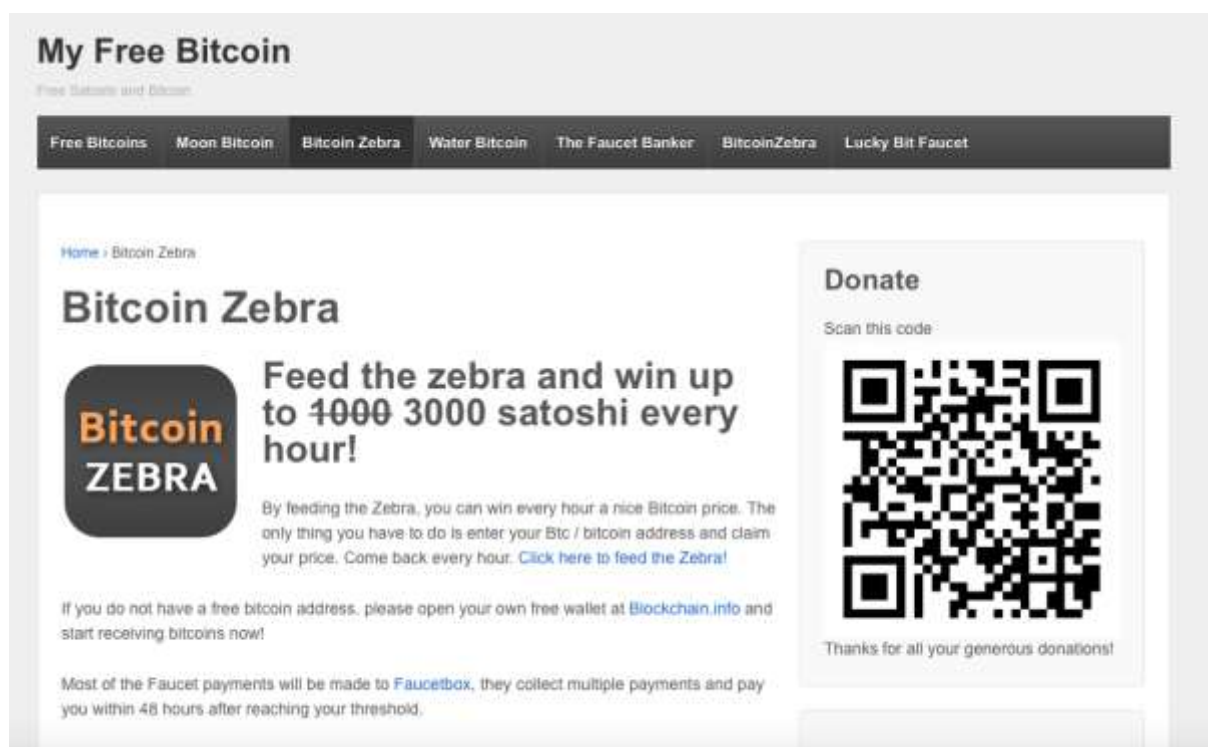 My Free Bitcoin
Free Satoshi and Bitcoin
Free Bitcoins Moon Bitcoin Bitcoin Zebra Water Bitcoin The Faucet Banker BitcoinZebra Lucky Bit Faucet
Home › Bitcoin Zebra
Bitcoin Zebra
Bitcoin
ZEBRA
Feed the zebra and win up
to 1000 3000 satoshi every
hour!
By feeding the Zebra, you can win every hour a nice Bitcoin price. The
only thing you have to do is enter your Btc / bitcoin address and claim
your price. Come back every hour. Click here to feed the Zebra!
If you do not have a free bitcoin address, please open your own free wallet at Blockchain.info and
start receiving bitcoins now!
Most of the Faucet payments will be made to Faucetbox, they collect multiple payments and pay
you within 48 hours after reaching your threshold.
Donate
Scan this code
Thanks for all your generous donations!